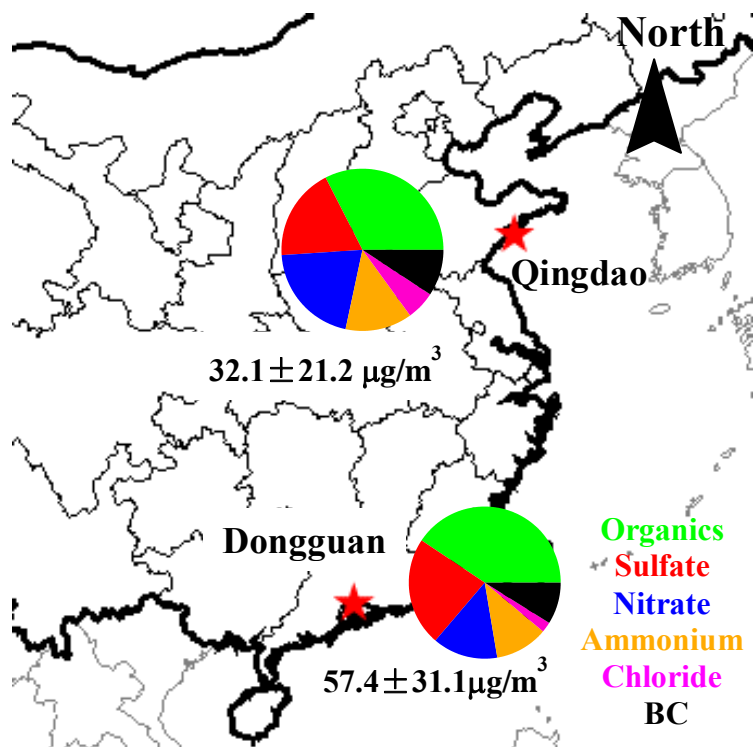 North
Qingdao
32.1±21.2 μg/m³
Dongguan
57.4±31.1μg/m³
Organics
Sulfate
Nitrate
Ammonium
Chloride
BC